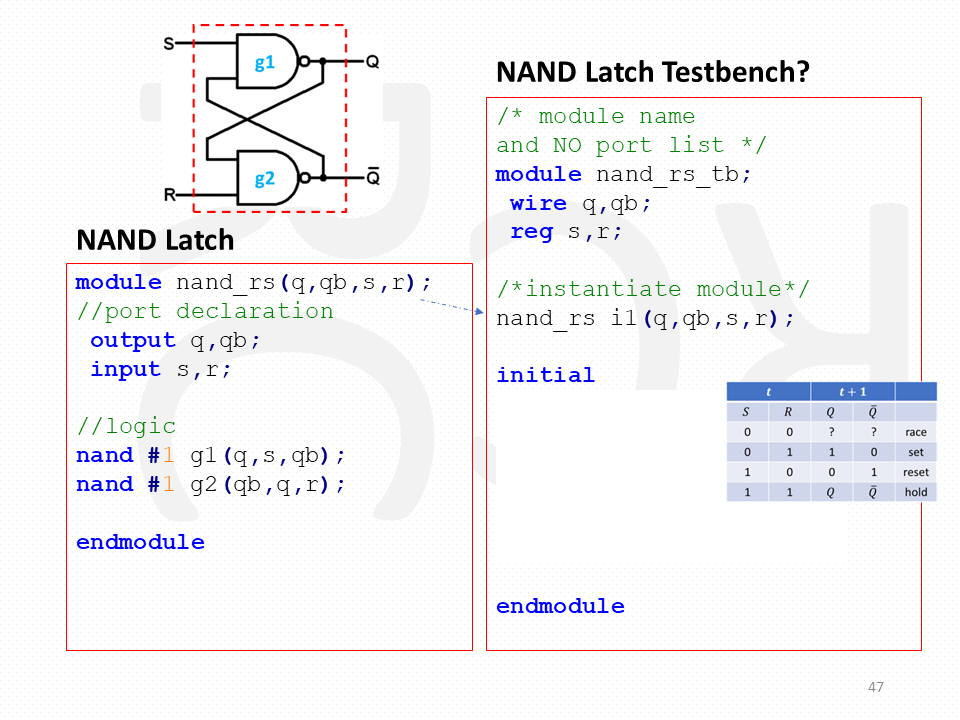 S
g1
Q
g2
R
Q̅
NAND Latch
module nand_rs(q,qb,s,r);
//port declaration
output q,qb;
input s,r;
//logic
nand #1 g1(q,s,qb);
nand #1 g2(qb,q,r);
endmodule
NAND Latch Testbench?
/* module name
and NO port list */
module nand_rs_tb;
wire q,qb;
reg s,r;
/*instantiate module*/
nand_rs i1(q,qb,s,r);
initial
t t + 1
S R Q Q̅
0 0 ? ? race
0 1 1 0 set
1 0 0 1 reset
1 1 Q Q̅ hold
endmodule
47